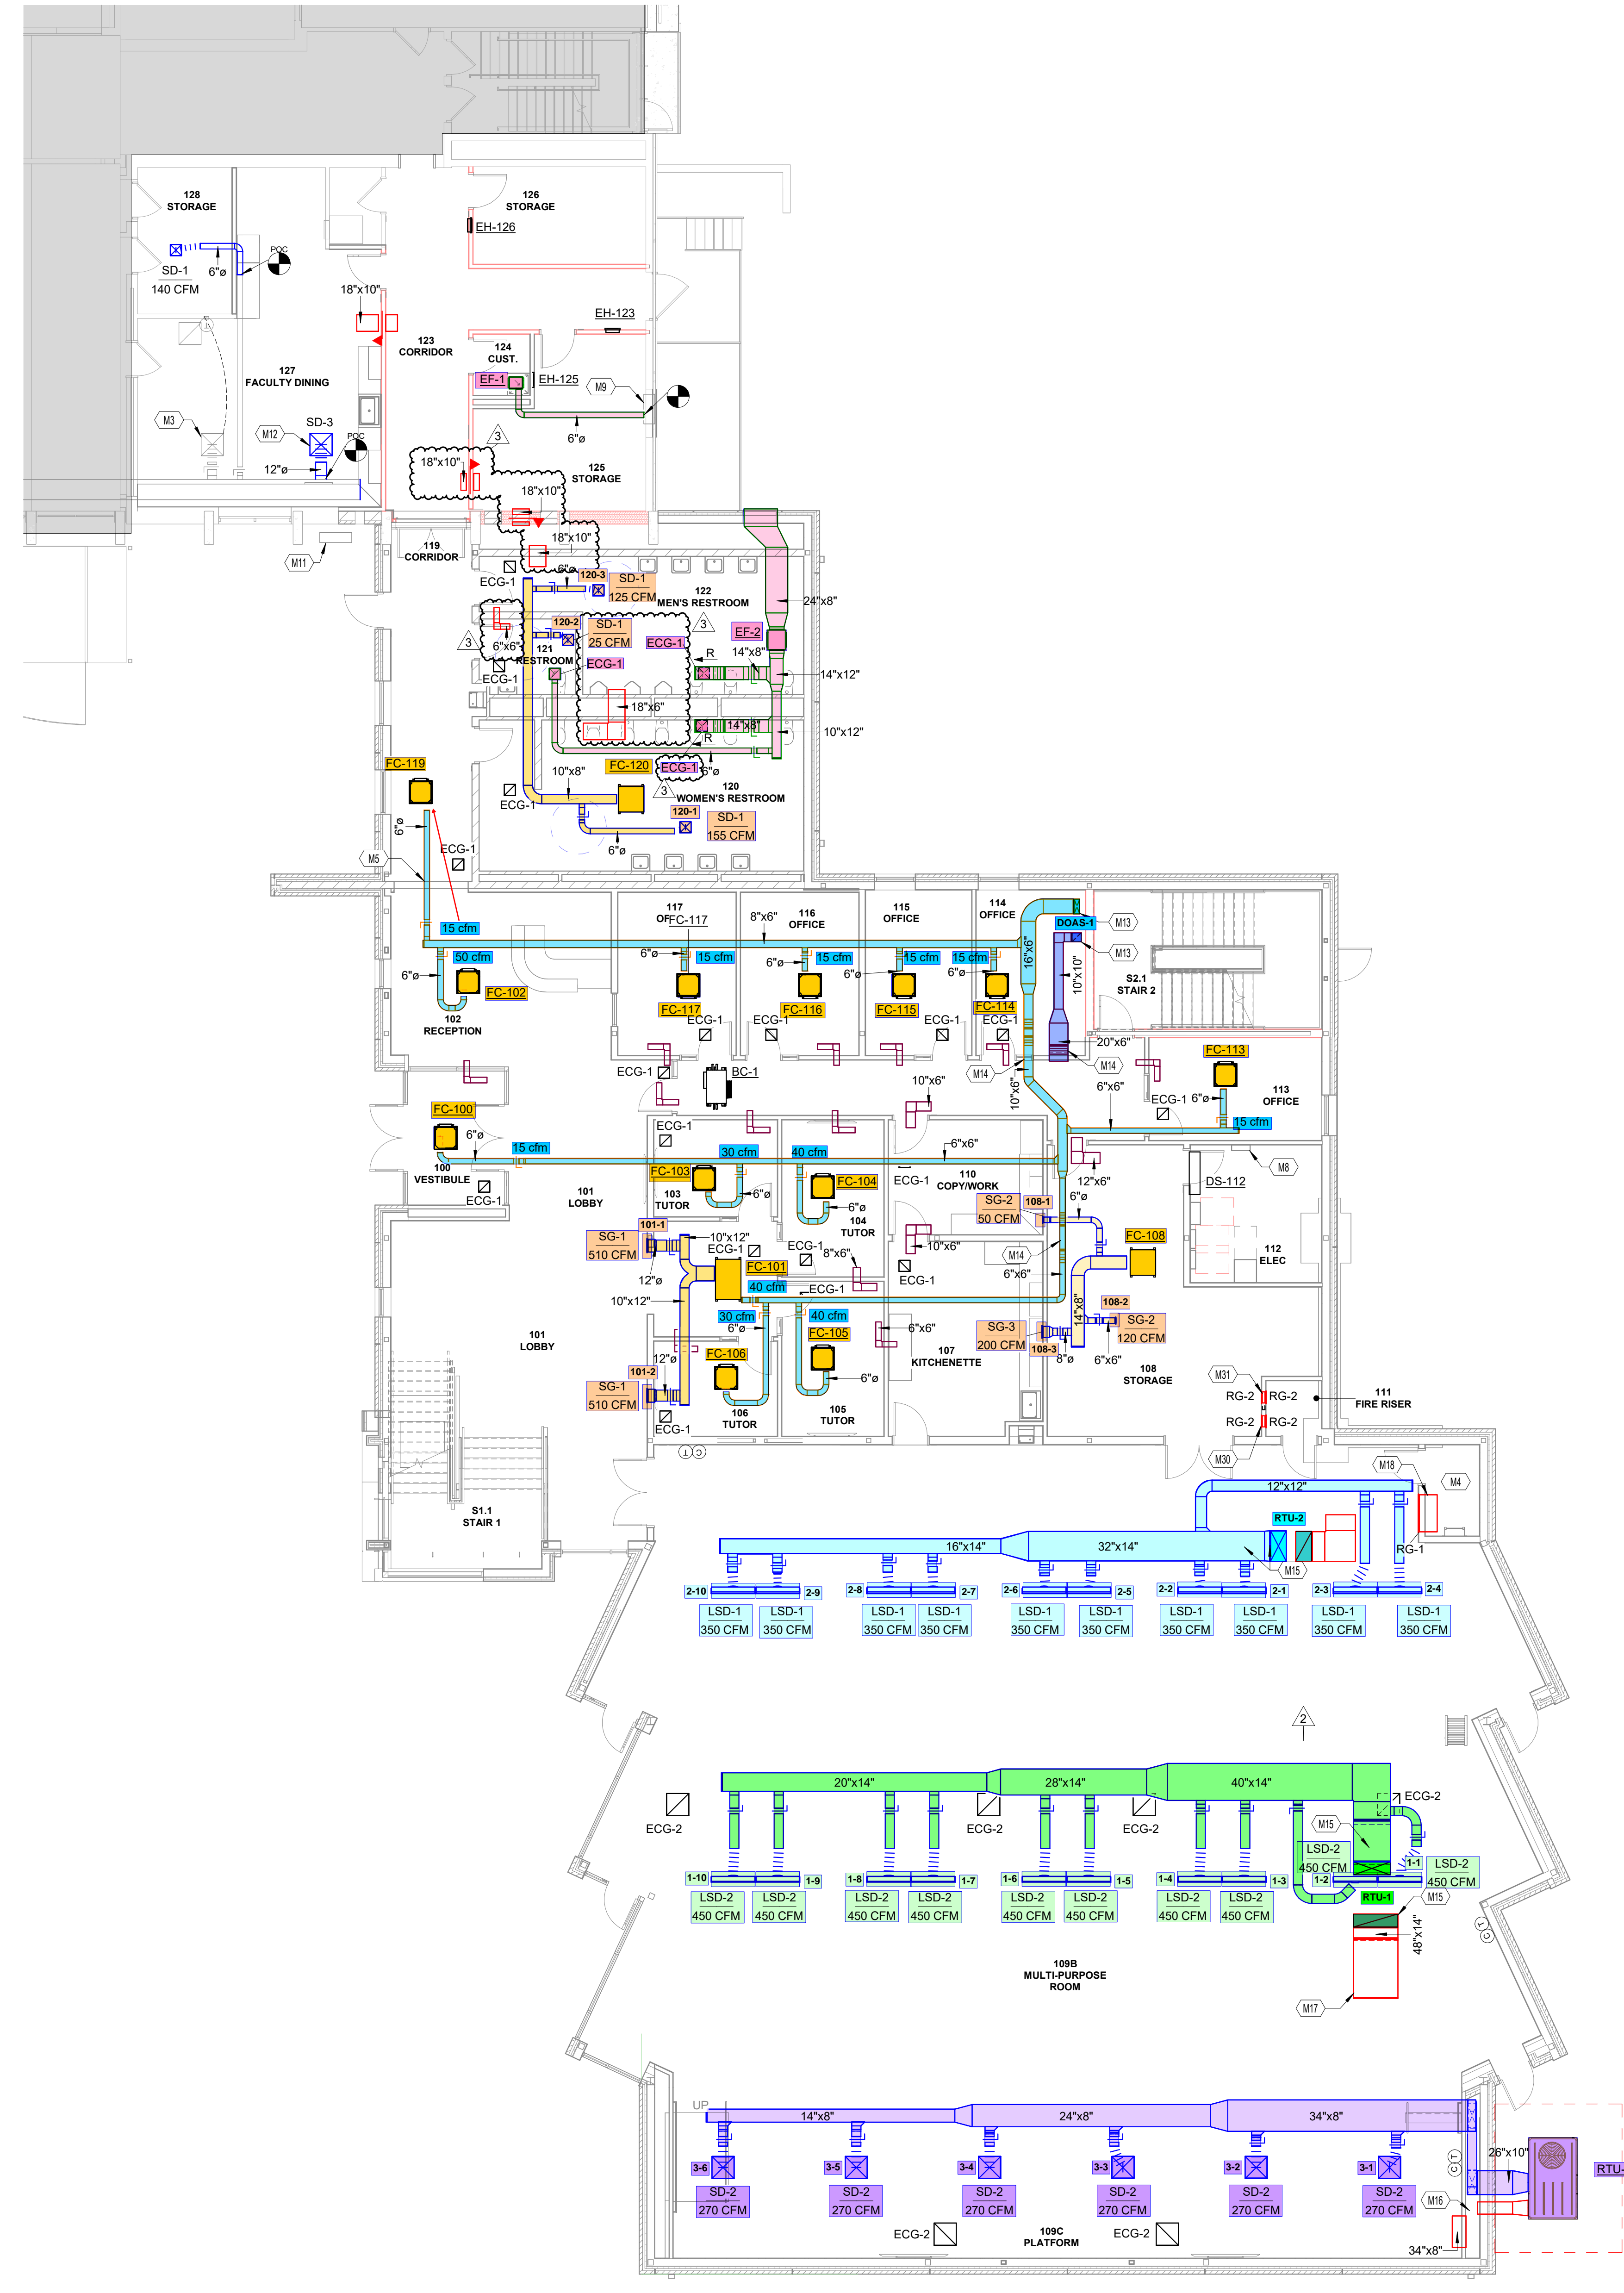 128
STORAGE
126
STORAGE
EH-126
POC
SD-1
140 CFM
6"ø
18"x10"
EH-123
123
CORRIDOR
124
CUST.
127
FACULTY DINING
EF-1
EH-125
M9
M3
M12
SD-3
POC
12"ø
6"ø
3
18"x10"
125
STORAGE
18"x10"
18"x10"
M11
119
CORRIDOR
ECG-1
6"ø
120-3
SD-1
125 CFM
122
MEN'S RESTROOM
24"x8"
3
6"x6"
120-2
SD-1
25 CFM
3
EF-2
ECG-1
121
RESTROOM
ECG-1
R
14"x8"
14"x12"
ECG-1
18"x6"
14"x8"
10"x12"
R
FC-119
10"x8"
FC-120
ECG-1
6"ø
3
120
WOMEN'S RESTROOM
ECG-1
120-1
SD-1
155 CFM
6"ø
6"ø
ECG-1
M5
15 cfm
50 cfm
6"ø
FC-102
102
RECEPTION
117
OF
FC-117
8"x6"
116
OFFICE
115
OFFICE
114
OFFICE
DOAS-1
M13
M13
16"x6"
10"x10"
S2.1
STAIR 2
6"ø
15 cfm
6"ø
15 cfm
6"ø
15 cfm
6"ø
15 cfm
FC-117
FC-116
FC-115
FC-114
ECG-1
ECG-1
ECG-1
ECG-1
20"x6"
M14
M14
FC-113
ECG-1
BC-1
10"x6"
10"x6"
6"x6"
ECG-1
6"ø
113
OFFICE
15 cfm
FC-100
6"ø
15 cfm
ECG-1
30 cfm
40 cfm
6"x6"
100
VESTIBULE
ECG-1
101
LOBBY
FC-103
103
TUTOR
6"ø
FC-104
6"ø
104
TUTOR
ECG-1
110
COPY/WORK
12"x6"
M8
DS-112
SG-2
50 CFM
108-1
6"ø
101-1
SG-1
510 CFM
10"x12"
ECG-1
12"ø
FC-101
ECG-1
8"x6"
10"x6"
ECG-1
M14
FC-108
112
ELEC
6"x6"
10"x12"
40 cfm
ECG-1
30 cfm
40 cfm
6"ø
FC-105
6"x6"
14"x8"
108-2
SG-2
120 CFM
SG-3
200 CFM
108-3
8"ø
6"x6"
101
LOBBY
FC-106
107
KITCHENETTE
12"ø
101-2
SG-1
510 CFM
6"ø
108
STORAGE
M31
RG-2
RG-2
111
FIRE RISER
106
TUTOR
105
TUTOR
ECG-1
RG-2
RG-2
T
C
M30
M18
M4
S1.1
STAIR 1
12"x12"
RTU-2
16"x14"
32"x14"
M15
RG-1
2-10
2-9
2-8
2-7
2-6
2-5
2-2
2-1
2-3
2-4
LSD-1
350 CFM
LSD-1
350 CFM
LSD-1
350 CFM
LSD-1
350 CFM
LSD-1
350 CFM
LSD-1
350 CFM
LSD-1
350 CFM
LSD-1
350 CFM
LSD-1
350 CFM
LSD-1
350 CFM
2
20"x14"
28"x14"
40"x14"
ECG-2
ECG-2
ECG-2
ECG-2
M15
LSD-2
450 CFM
1-10
1-9
1-8
1-7
1-6
1-5
1-4
1-3
1-2
1-1
LSD-2
450 CFM
LSD-2
450 CFM
LSD-2
450 CFM
LSD-2
450 CFM
LSD-2
450 CFM
LSD-2
450 CFM
LSD-2
450 CFM
LSD-2
450 CFM
LSD-2
450 CFM
RTU-1
M15
48"x14"
T
C
109B
MULTI-PURPOSE
ROOM
M17
UP
14"x8"
24"x8"
34"x8"
26"x10"
T
C
RTU-
3-6
3-5
3-4
3-3
3-2
3-1
SD-2
270 CFM
SD-2
270 CFM
SD-2
270 CFM
SD-2
270 CFM
SD-2
270 CFM
SD-2
270 CFM
M16
ECG-2
109C
PLATFORM
ECG-2
34"x8"